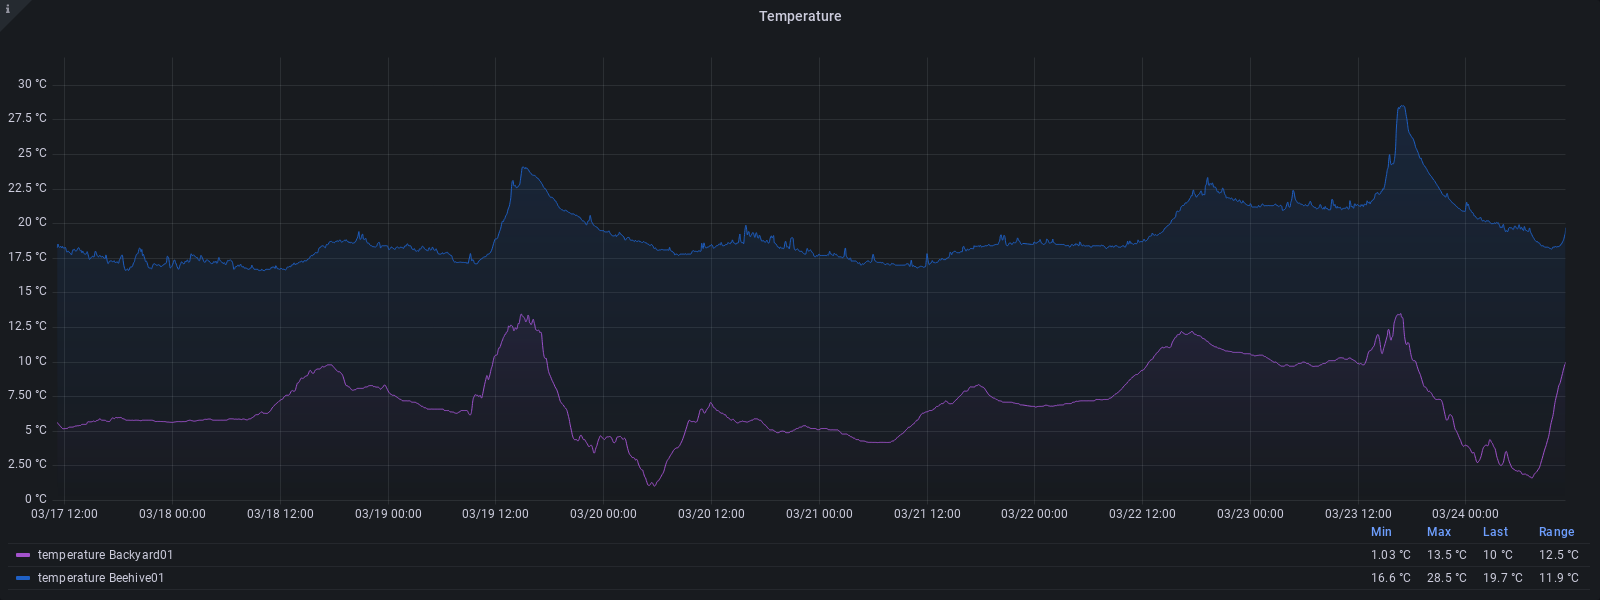 i
Temperature
30 °C
27.5 °C
25 °C
22.5 °C
20 °C
17.5 °C
15 °C
12.5 °C
10 °C
7.50 °C
5 °C
2.50 °C
0 °C
03/17 12:00 03/18 00:00 03/18 12:00 03/19 00:00 03/19 12:00 03/20 00:00 03/20 12:00 03/21 00:00 03/21 12:00 03/22 00:00 03/22 12:00 03/23 00:00 03/23 12:00 03/24 00:00
Min Max Last Range
temperature Backyard01 1.03 °C 13.5 °C 10 °C 12.5 °C
temperature Beehive01 16.6 °C 28.5 °C 19.7 °C 11.9 °C